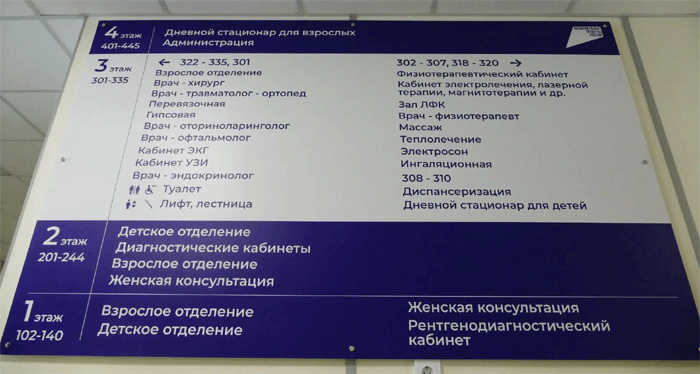 4 этаж
401-445
Дневной стационар для взрослых
Администрация
3 этаж
301-335
← 322 - 335, 301
Взрослое отделение
Врач - хирург
Врач - травматолог - ортопед
Перевязочная
Гипсовая
Врач - оториноларинголог
Врач - офтальмолог
Кабинет ЭКГ
Кабинет УЗИ
Врач - эндокринолог
Туалет
Лифт, лестница
302 - 307, 318 - 320 →
Физиотерапевтический кабинет
Кабинет электролечения, лазерной
терапии, магнитотерапии и др.
Зал ЛФК
Врач - физиотерапевт
Массаж
Теплолечение
Электросон
Ингаляционная
308 - 310
Диспансеризация
Дневной стационар для детей
2 этаж
201-244
Детское отделение
Диагностические кабинеты
Взрослое отделение
Женская консультация
1 этаж
102-140
Взрослое отделение
Детское отделение
Женская консультация
Рентгенодиагностический
кабинет